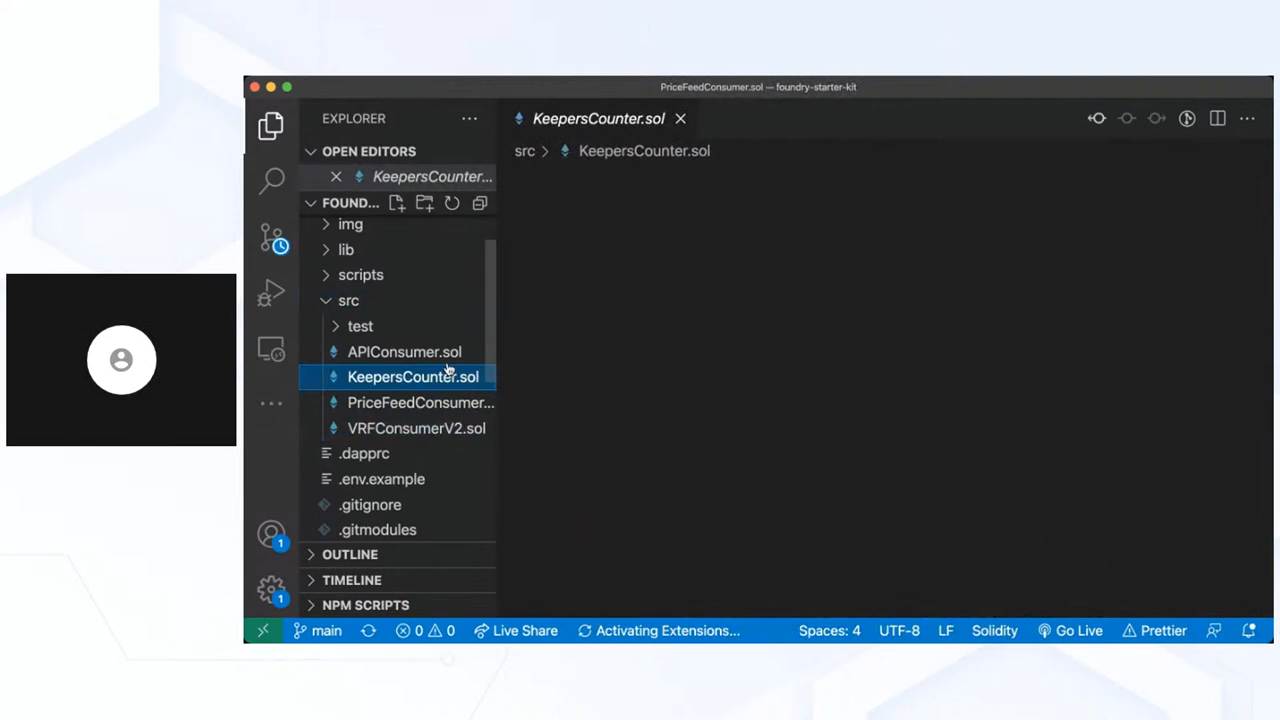 PriceFeedConsumer.sol — foundry-starter-kit
EXPLORER
OPEN EDITORS
KeepersCounter...
FOUND...
img
lib
scripts
src
test
APIConsumer.sol
KeepersCounter.sol
PriceFeedConsumer...
VRFConsumerV2.sol
.dapprc
.env.example
.gitignore
.gitmodules
OUTLINE
TIMELINE
NPM SCRIPTS
1
1
KeepersCounter.sol
src > KeepersCounter.sol
main 0 0 Live Share Activating Extensions... Spaces: 4 UTF-8 LF Solidity Go Live Prettier